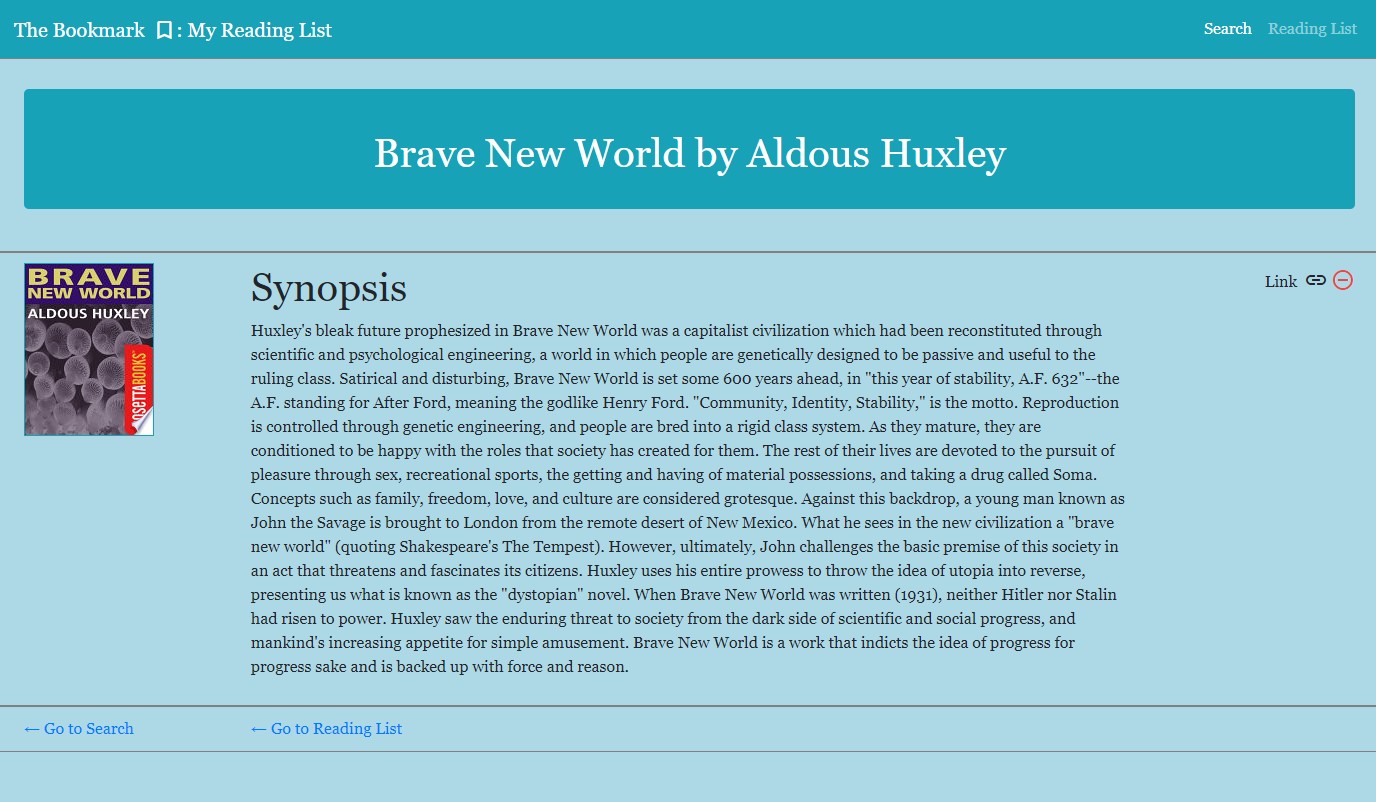 The Bookmark : My Reading List
Search Reading List
Brave New World by Aldous Huxley
BRAVE
NEW WORLD
ALDOUS HUXLEY
Synopsis
Link
Huxley's bleak future prophesized in Brave New World was a capitalist civilization which had been reconstituted through
scientific and psychological engineering, a world in which people are genetically designed to be passive and useful to the
ruling class. Satirical and disturbing, Brave New World is set some 600 years ahead, in "this year of stability, A.F. 632"--the
A.F. standing for After Ford, meaning the godlike Henry Ford. "Community, Identity, Stability," is the motto. Reproduction
is controlled through genetic engineering, and people are bred into a rigid class system. As they mature, they are
conditioned to be happy with the roles that society has created for them. The rest of their lives are devoted to the pursuit of
pleasure through sex, recreational sports, the getting and having of material possessions, and taking a drug called Soma.
Concepts such as family, freedom, love, and culture are considered grotesque. Against this backdrop, a young man known as
John the Savage is brought to London from the remote desert of New Mexico. What he sees in the new civilization a "brave
new world" (quoting Shakespeare's The Tempest). However, ultimately, John challenges the basic premise of this society in
an act that threatens and fascinates its citizens. Huxley uses his entire prowess to throw the idea of utopia into reverse,
presenting us what is known as the "dystopian" novel. When Brave New World was written (1931), neither Hitler nor Stalin
had risen to power. Huxley saw the enduring threat to society from the dark side of scientific and social progress, and
mankind's increasing appetite for simple amusement. Brave New World is a work that indicts the idea of progress for
progress sake and is backed up with force and reason.
OSETTABOOKS
← Go to Search
← Go to Reading List